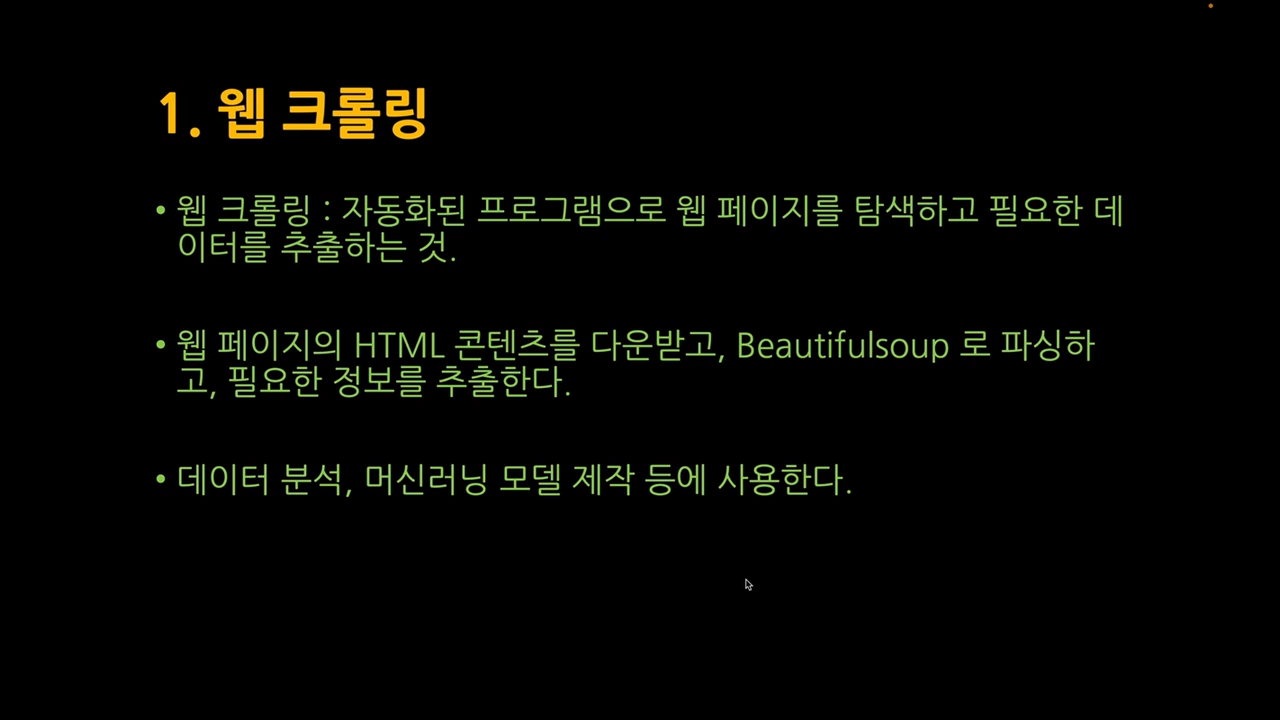 1. 웹 크롤링
• 웹 크롤링 : 자동화된 프로그램으로 웹 페이지를 탐색하고 필요한 데
이터를 추출하는 것.
• 웹 페이지의 HTML 콘텐츠를 다운받고, Beautifulsoup 로 파싱하
고, 필요한 정보를 추출한다.
• 데이터 분석, 머신러닝 모델 제작 등에 사용한다.